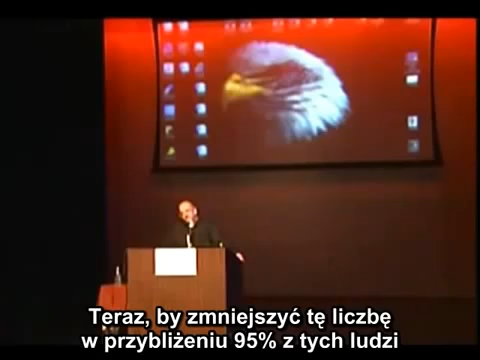 Teraz, by zmniejszyć tę liczbę
w przybliżeniu 95% z tych ludzi